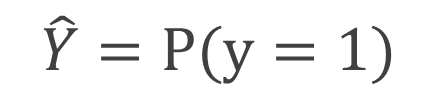 Ŷ = P(y = 1)